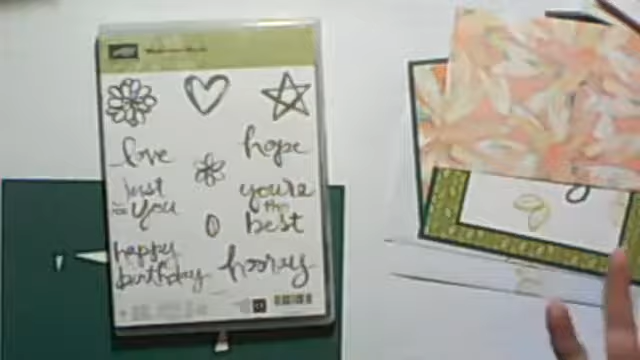 love
hope
just
for you
you're
the
best
happy
birthday
hooray